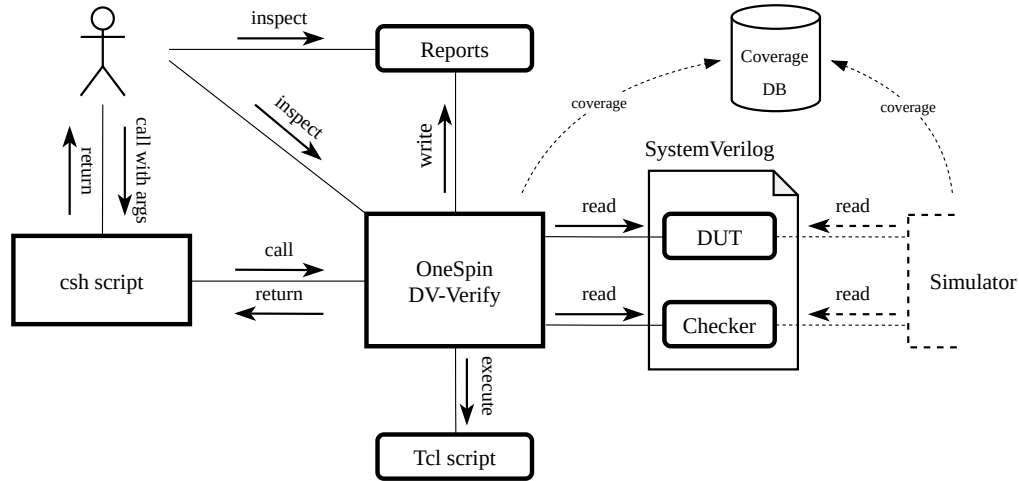 inspect
Reports
Coverage
DB
inspect
coverage
coverage
return
call with args
write
SystemVerilog
read
DUT
read
csh script
call
return
OneSpin
DV-Verify
Simulator
read
Checker
read
execute
Tcl script